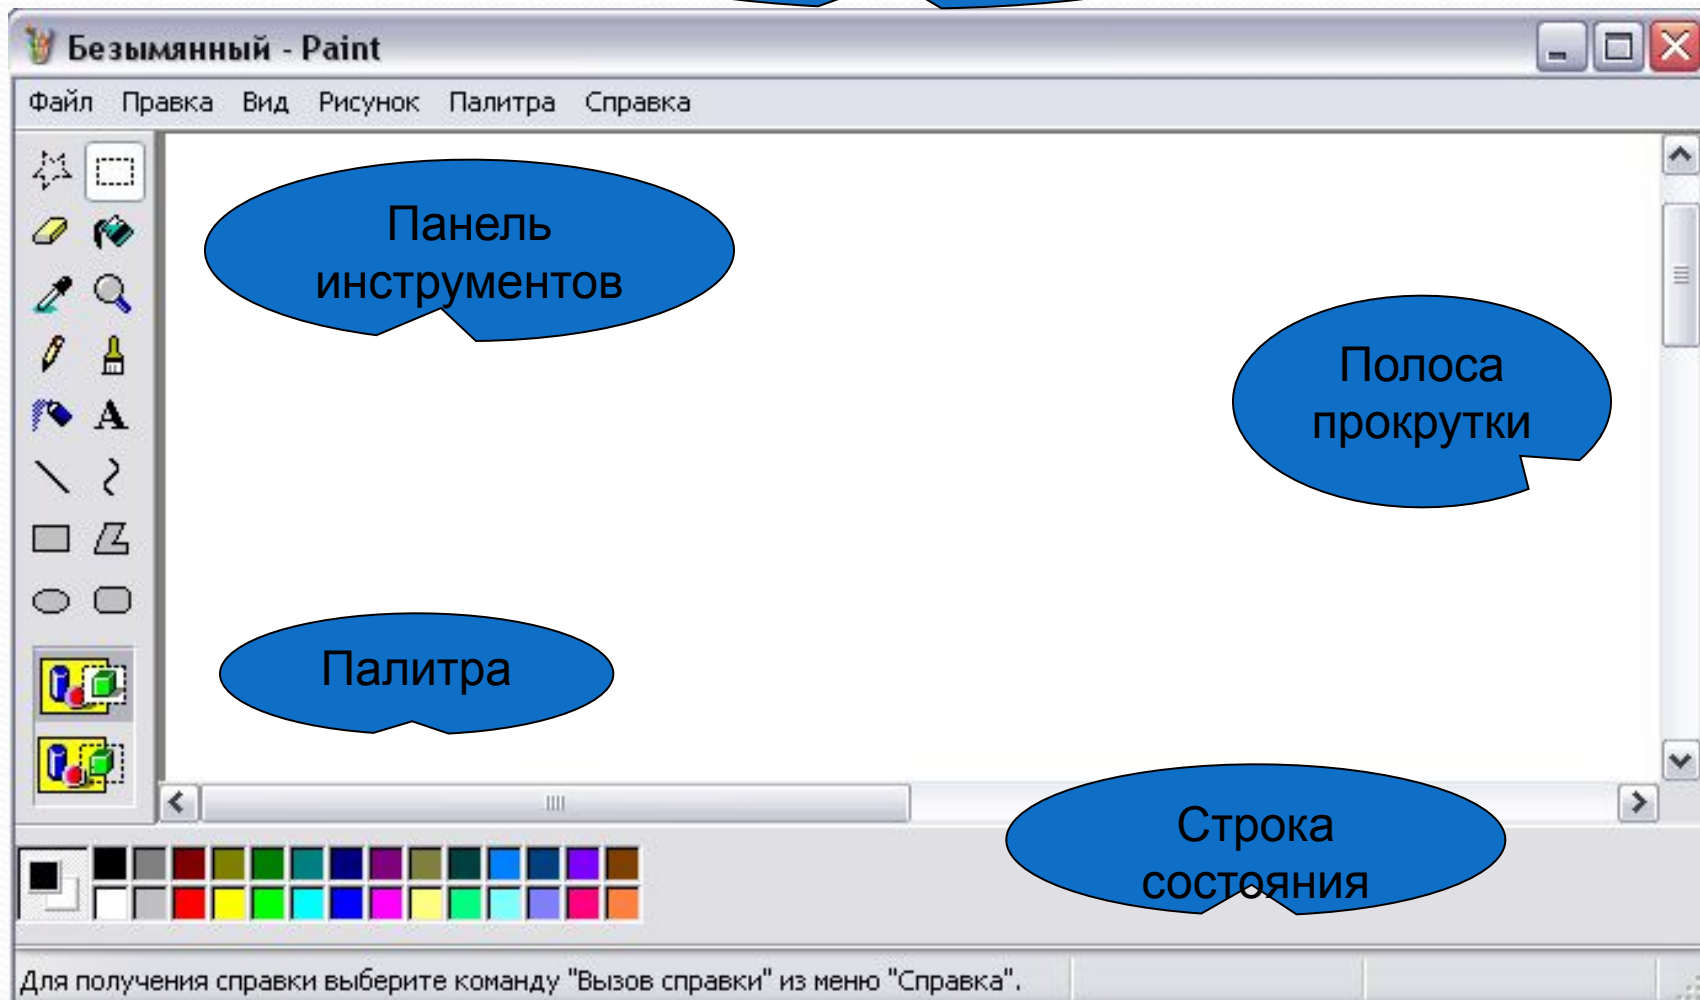 Безымянный - Paint
Файл Правка Вид Рисунок Палитра Справка
Панель
инструментов
Полоса
прокрутки
A
Палитра
Строка
состояния
Для получения справки выберите команду "Вызов справки" из меню "Справка".